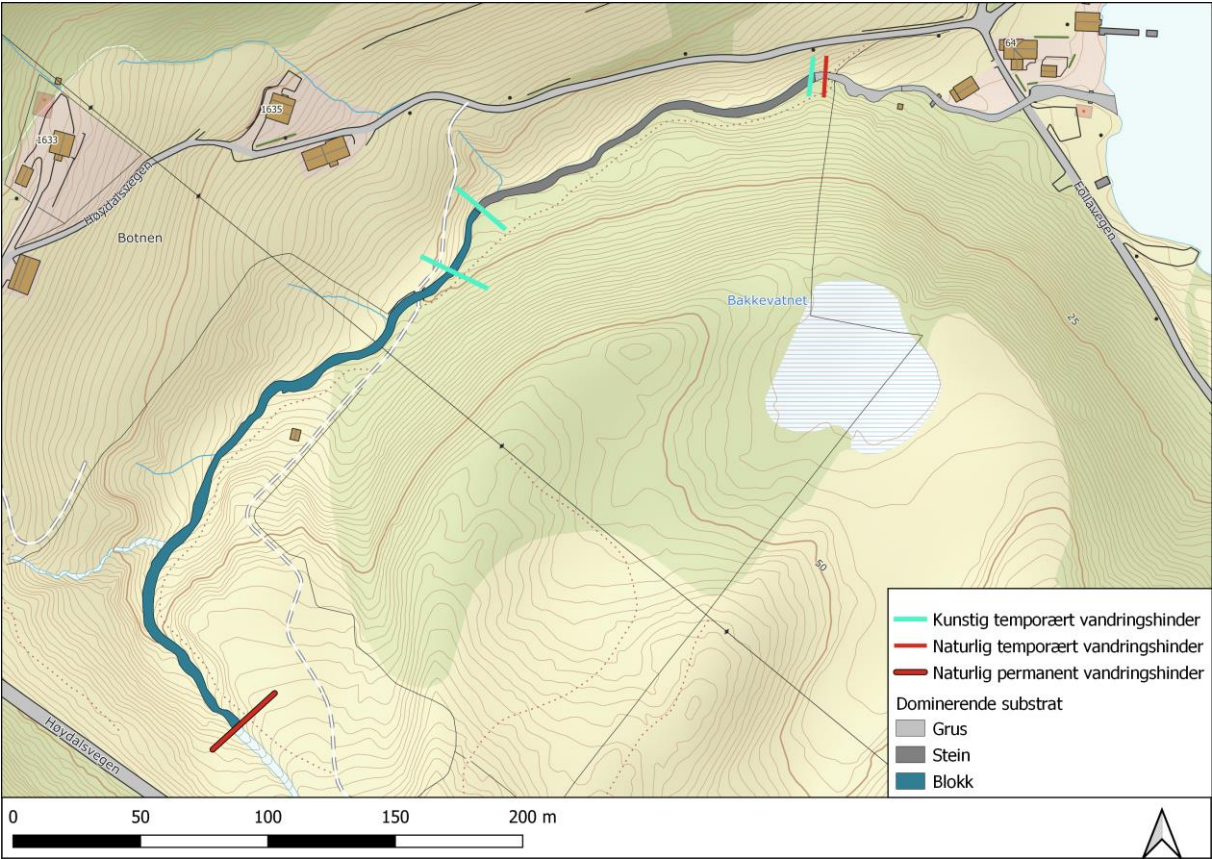 64
1635
1633
Høydalsvegen
Botnen
Follavegen
Bakkevatnet
25
50
Høydalsvegen
Kunstig temporært vandringshinder
Naturlig temporært vandringshinder
Naturlig permanent vandringshinder
Dominerende substrat
Grus
Stein
Blokk
0 50 100 150 200 m